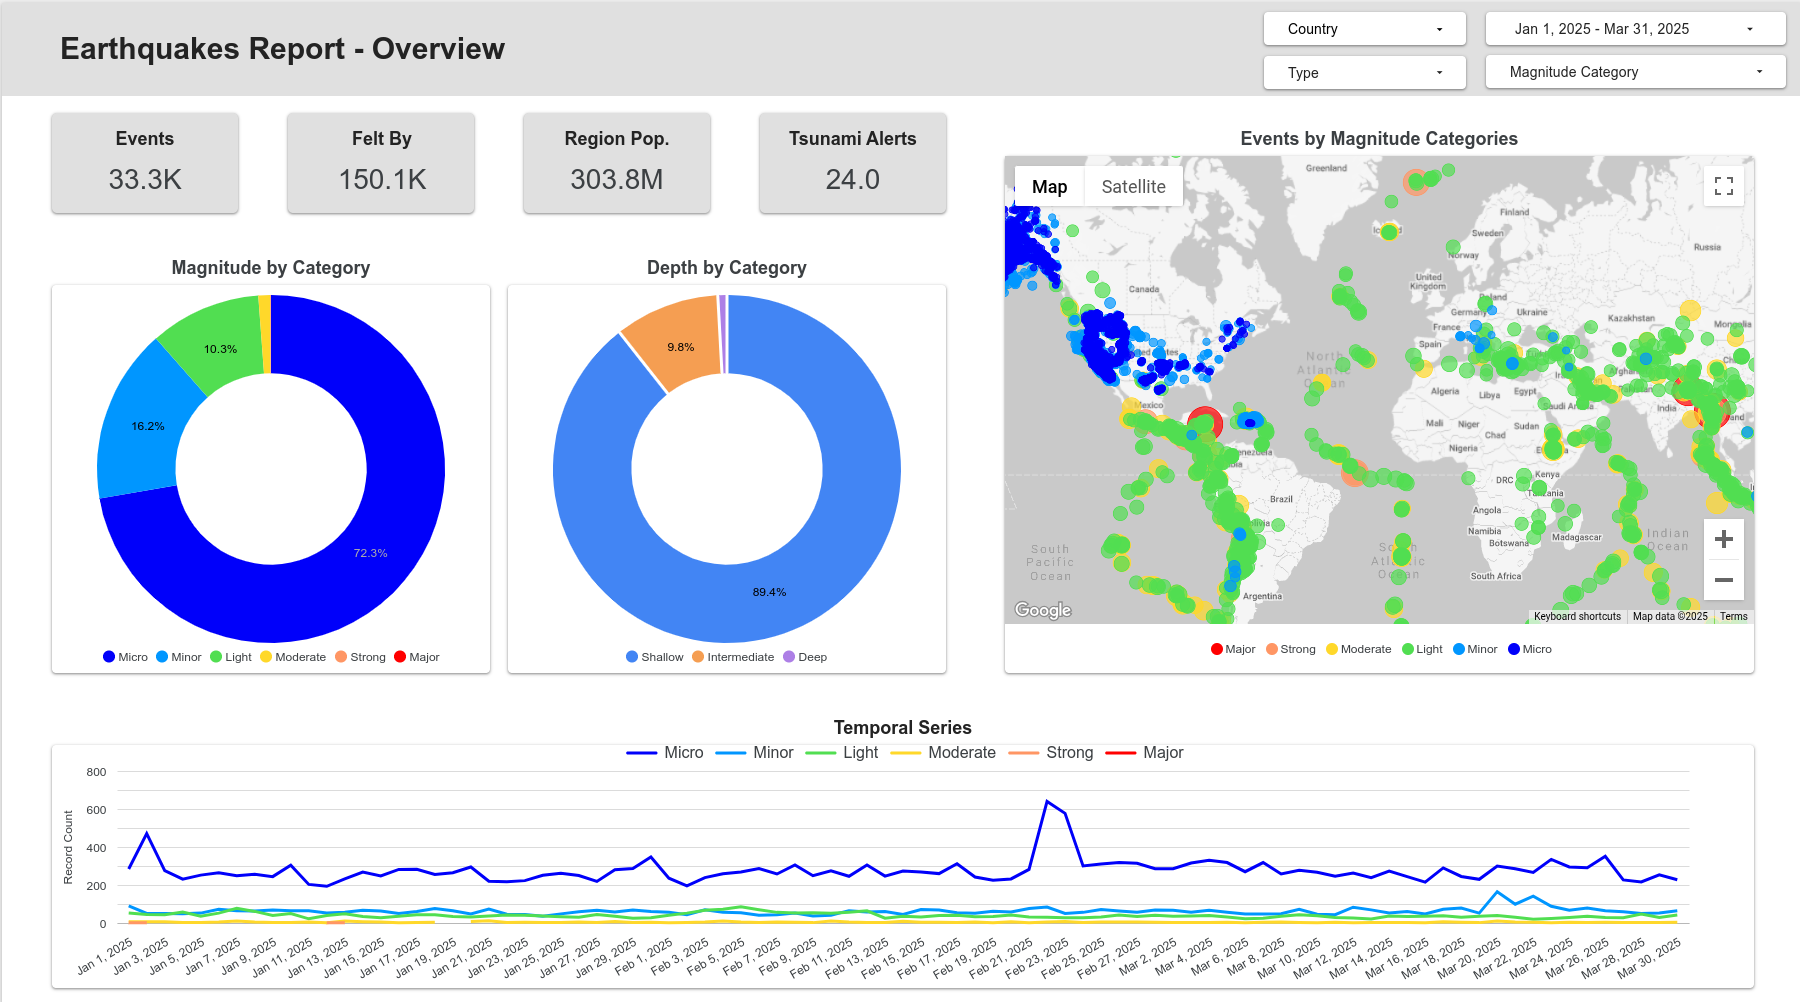 Earthquakes Report - Overview
Country
Jan 1, 2025 - Mar 31, 2025
Type
Magnitude Category
Events
33.3K
Felt By
150.1K
Region Pop.
303.8M
Tsunami Alerts
24.0
Magnitude by Category
72.3%
16.2%
10.3%
Micro Minor Light Moderate Strong Major
Depth by Category
89.4%
9.8%
Shallow Intermediate Deep
Events by Magnitude Categories
Map Satellite
Greenland
Finland
Sweden
Norway
Russia
United
Kingdom
Canada
Germany
Ukraine
France
Kazakhstan
Mongolia
Spain
North
Atlantic
Ocean
Algeria
Libya
Egypt
Mexico
Mali
Niger
Chad
Sudan
India
Nigeria
Kenya
DRC
Tanzania
Brazil
Angola
Namibia
Botswana
Madagascar
Indian
Ocean
South
Pacific
Ocean
South Africa
Argentina
Google
Keyboard shortcuts Map data ©2025 Terms
Major Strong Moderate Light Minor Micro
Temporal Series
Micro Minor Light Moderate Strong Major
Record Count
800
600
400
200
0
Jan 1, 2025
Jan 3, 2025
Jan 5, 2025
Jan 7, 2025
Jan 9, 2025
Jan 11, 2025
Jan 13, 2025
Jan 15, 2025
Jan 17, 2025
Jan 19, 2025
Jan 21, 2025
Jan 23, 2025
Jan 25, 2025
Jan 27, 2025
Jan 29, 2025
Feb 1, 2025
Feb 3, 2025
Feb 5, 2025
Feb 7, 2025
Feb 9, 2025
Feb 11, 2025
Feb 13, 2025
Feb 15, 2025
Feb 17, 2025
Feb 19, 2025
Feb 21, 2025
Feb 23, 2025
Feb 25, 2025
Feb 27, 2025
Mar 2, 2025
Mar 4, 2025
Mar 6, 2025
Mar 8, 2025
Mar 10, 2025
Mar 12, 2025
Mar 14, 2025
Mar 16, 2025
Mar 18, 2025
Mar 20, 2025
Mar 22, 2025
Mar 24, 2025
Mar 26, 2025
Mar 28, 2025
Mar 30, 2025